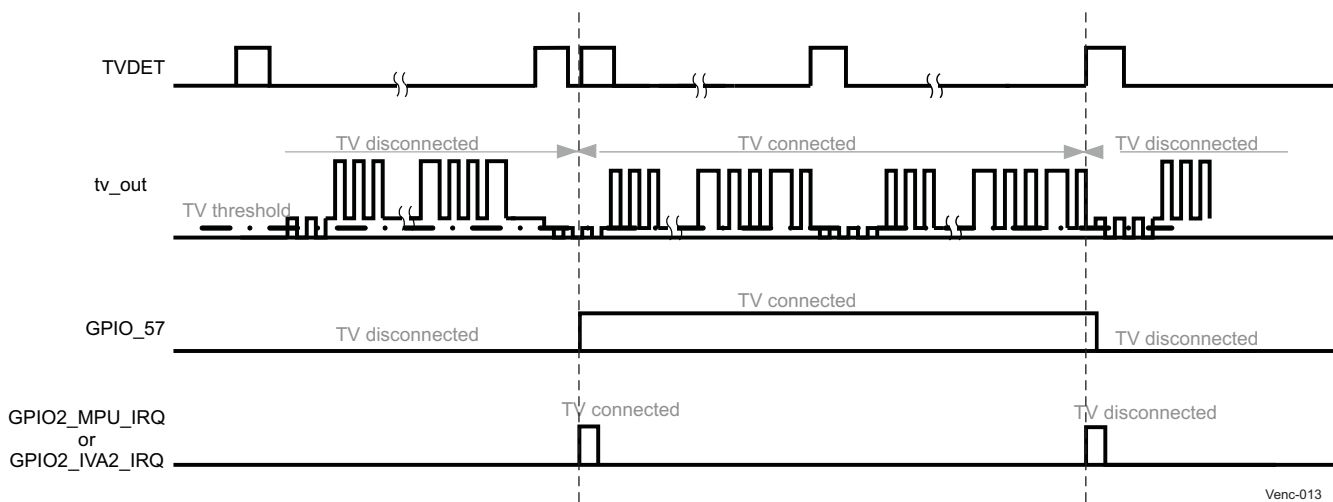 TVDET
TV disconnected
TV connected
TV disconnected
tv_out
TV threshold
TV connected
GPIO_57
TV disconnected
TV disconnected
TV connected
TV disconnected
GPIO2_MPU_IRQ
or
GPIO2_IVA2_IRQ
Venc-013